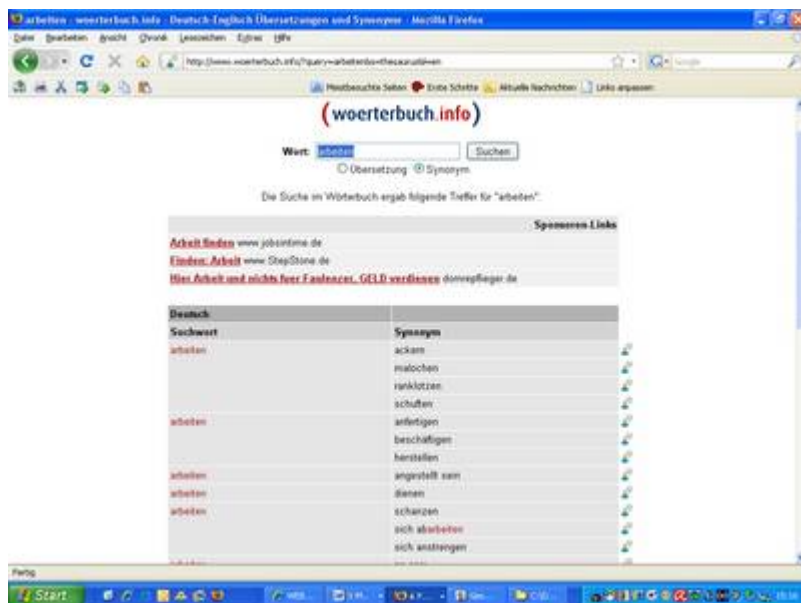 arbeiten - woerterbuch.info - Deutsch-Englisch Übersetzungen und Synonyme - Mozilla Firefox
Datei Bearbeiten Ansicht Chronik Lesezeichen Extras Hilfe
Google
Meistbesuchte Seiten Erste Schritte Aktuelle Nachrichten Links anpassen
(woerterbuch.info)
Wort: arbeiten Suchen
Übersetzung Synonym
Die Suche im Wörterbuch ergab folgende Treffer für "arbeiten":
Sponsoren-Links
Arbeit finden www.jobsintime.de
Finden: Arbeit www.StepStone.de
Hier Arbeit und nichts fuer Faulenzer, GELD verdienen
Deutsch
Suchwort Synonym
arbeiten ackern
malochen
ranklotzen
schuften
arbeiten anfertigen
beschäftigen
herstellen
arbeiten angestellt sein
arbeiten dienen
arbeiten schanzen
sich abarbeiten
sich anstrengen
Fertig
Start